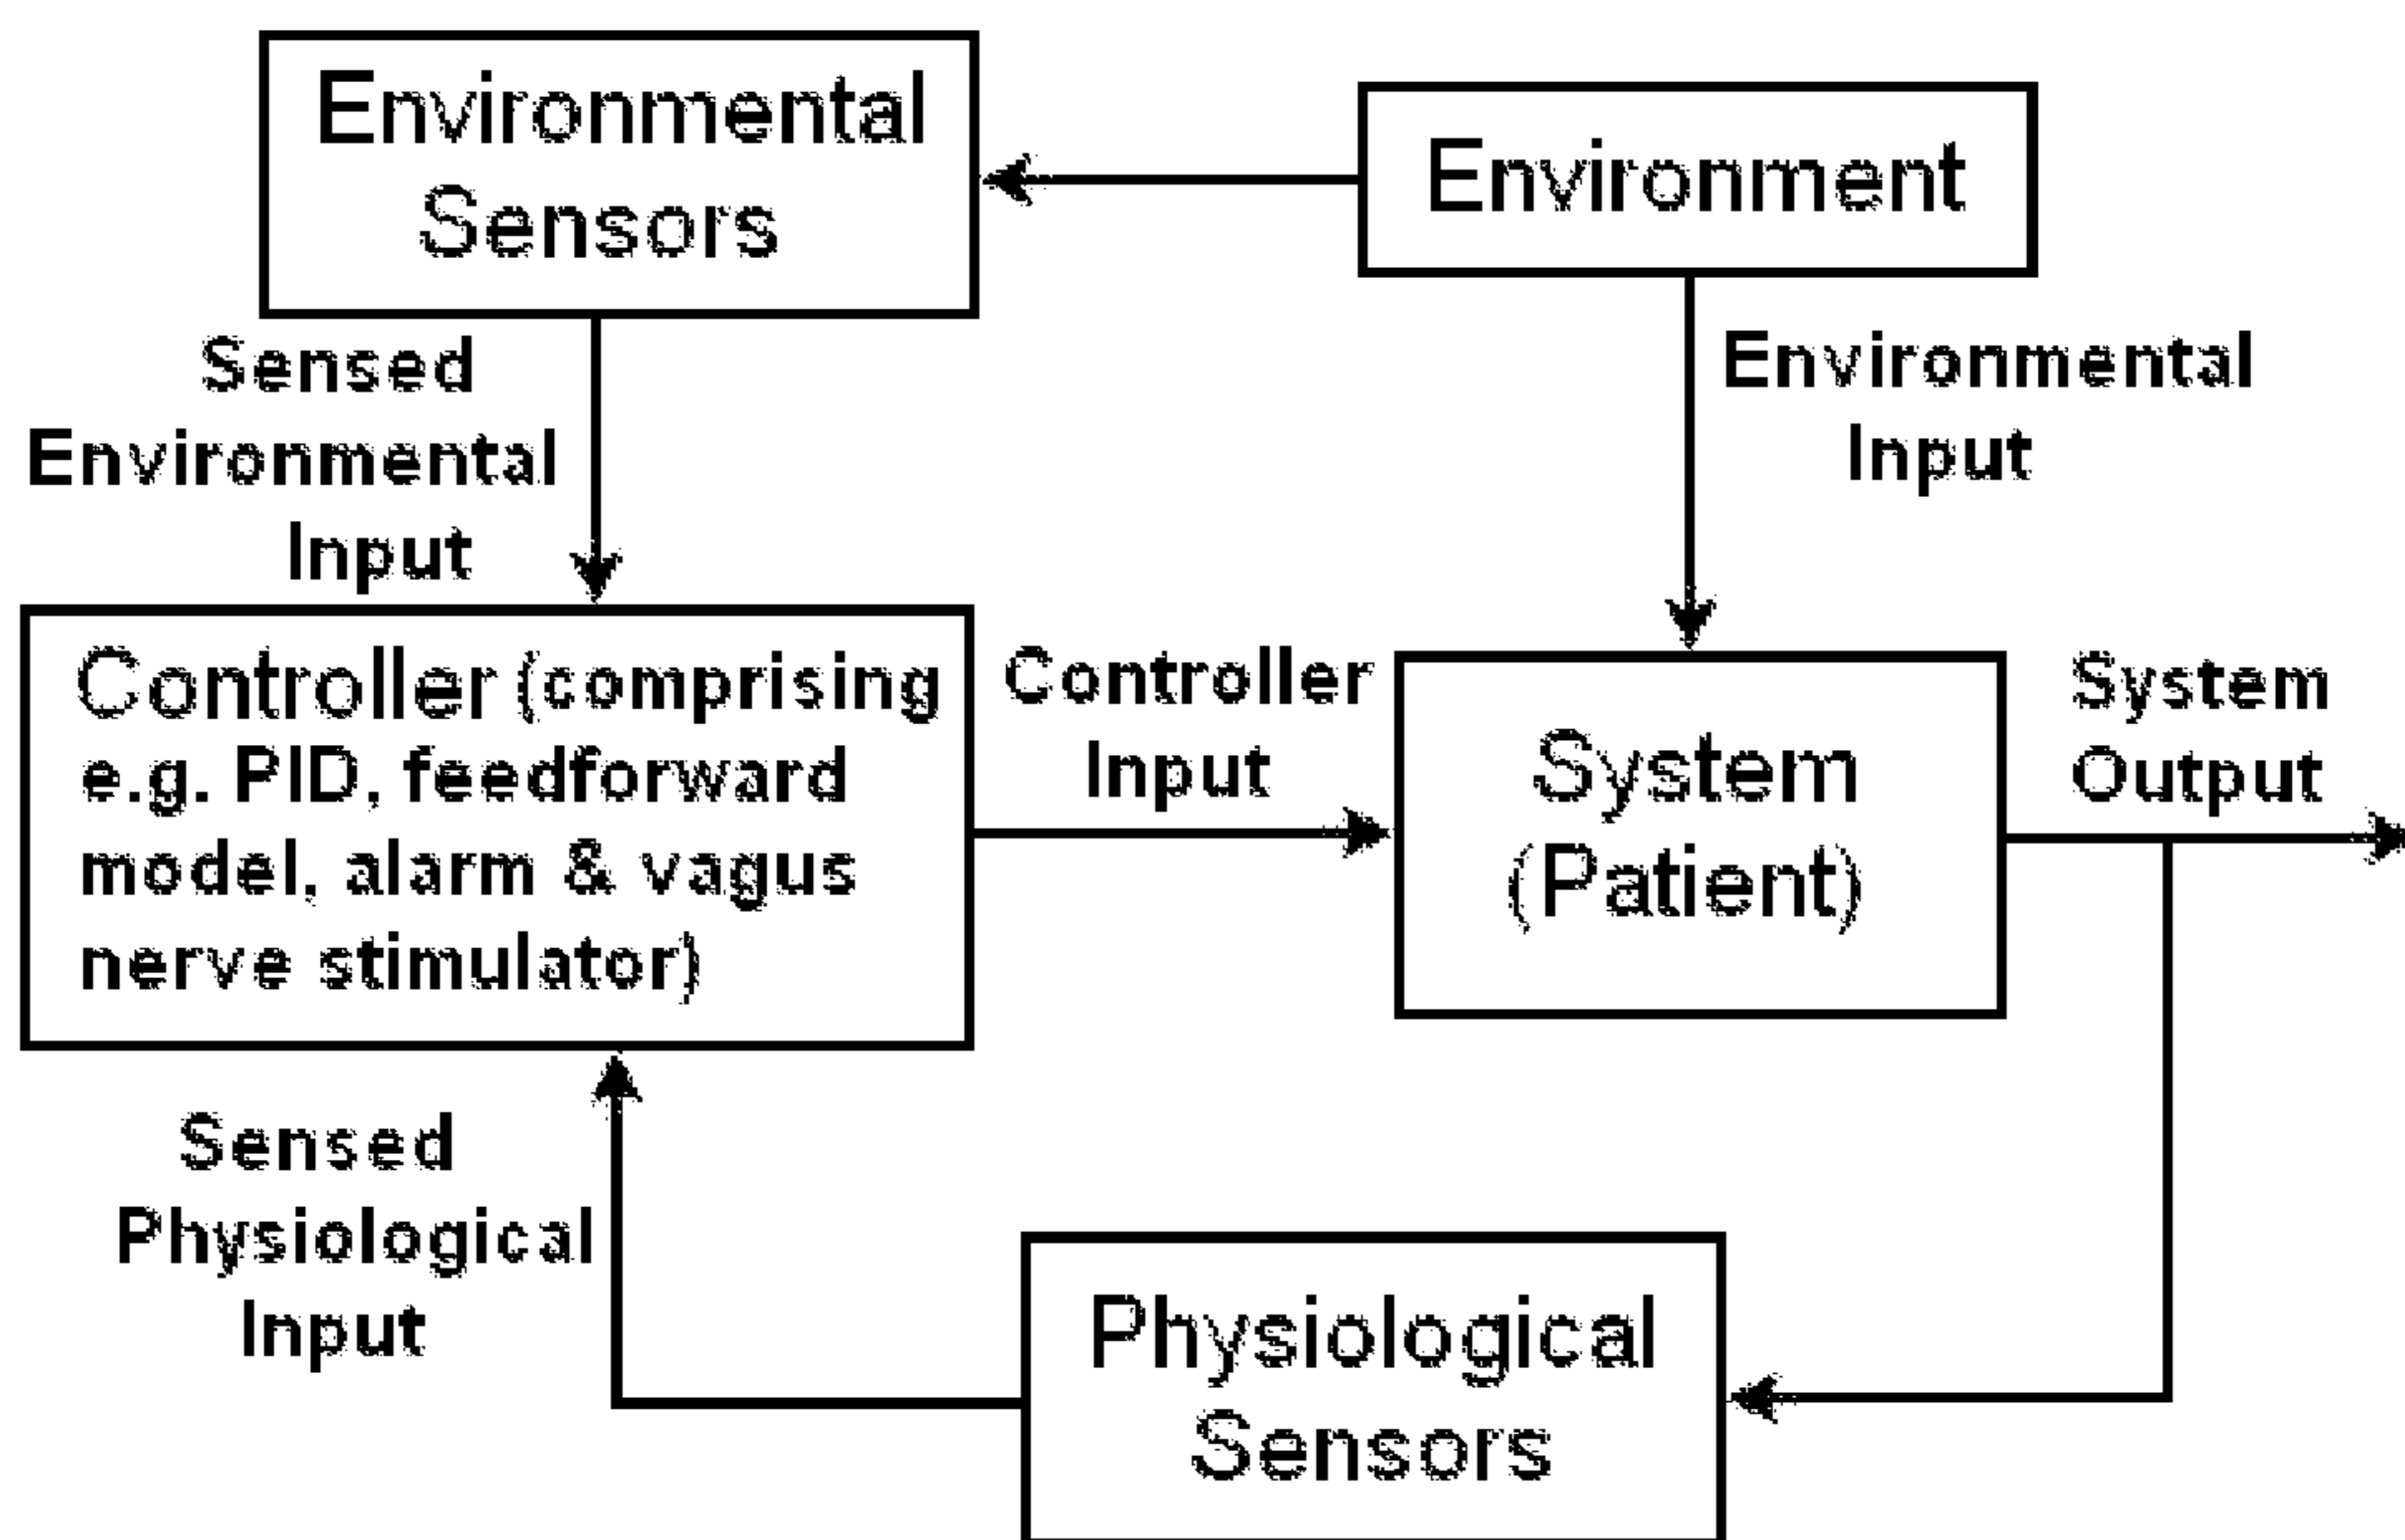 Environmental
Sensors
Environment
Sensed
Environmental
Input
Environmental
Input
Controller (comprising
e.g. PID, feedforward
model, alarm & vagus
nerve stimulator)
Controller
Input
System
(Patient)
System
Output
Sensed
Physiological
Input
Physiological
Sensors